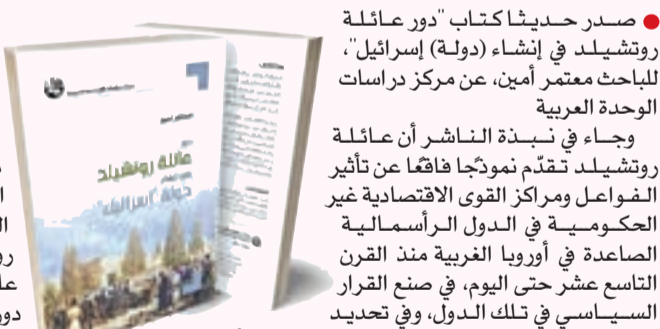 صدر حديثا كتاب "دور عائلة
روتشيلد في إنشاء (دولة) إسرائيل"،
للباحث معتمر أمين، عن مركز دراسات
الوحدة العربية
وجاء في نبذة الناشر أن عائلة
روتشيلد تقدّم نموذجًا فاقعًا عن تأثير
الفواعل ومراكز القوى الاقتصادية غير
الحكومية في الدول الرأسمالية
الصاعدة في أوروبا الغربية منذ القرن
التاسع عشر حتى اليوم، في صنع القرار
السياسي في تلك الدول، وفي تحديد
عائلة روتشيلد
دولة "إسرائيل"
دور